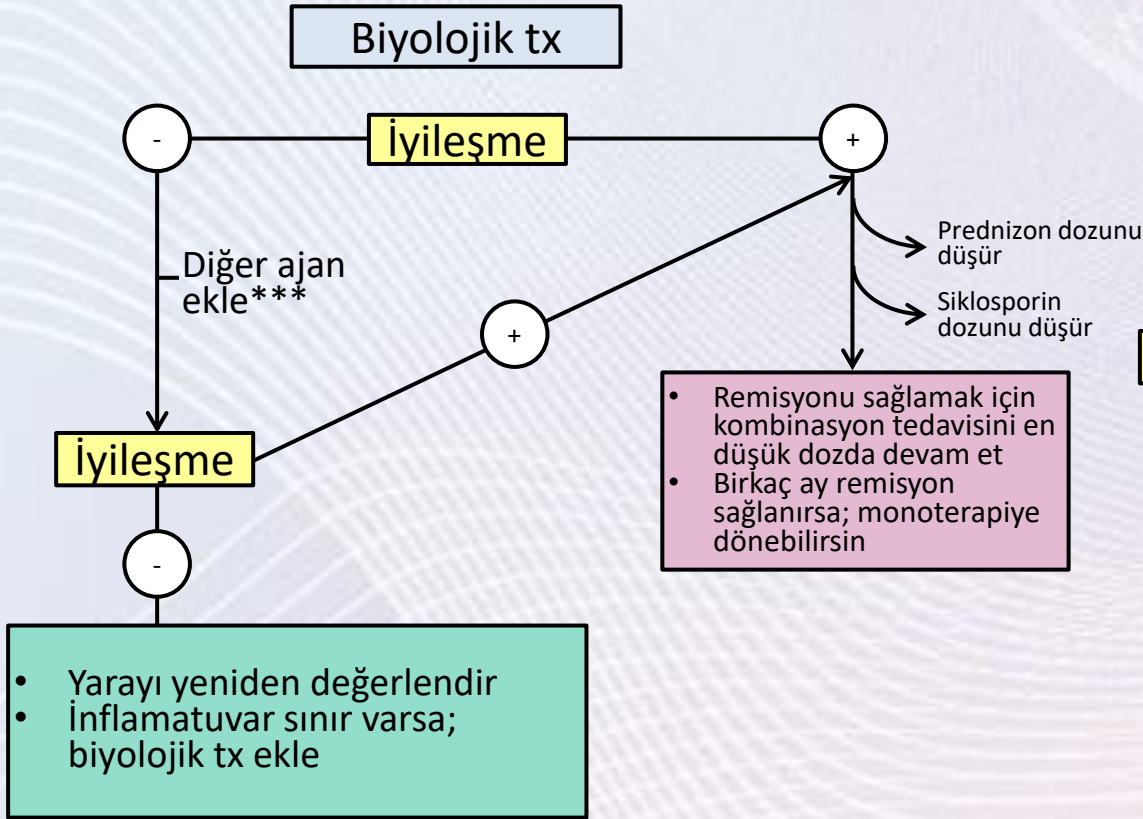 Biyolojik tx
-
İyileşme
+
Diğer ajan
ekle***
Prednizon dozunu
düşür
Siklosporin
dozunu düşür
+
İyileşme
-
• Remisyonu sağlamak için
kombinasyon tedavisini en
düşük dozda devam et
• Birkaç ay remisyon
sağlanırsa; monoterapiye
dönebilirsin
• Yarayı yeniden değerlendir
• İnflamatuvar sınır varsa;
biyolojik tx ekle